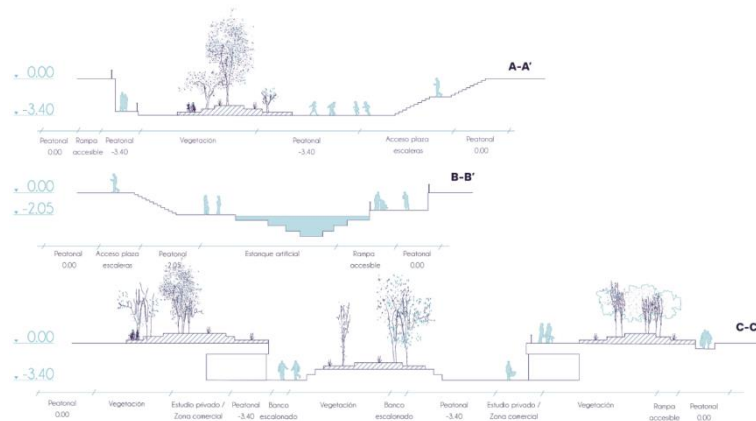 A-A'
0.00
-3.40
Peatonal
0.00
Rampa
accesible
Peatonal
-3.40
Vegetación
Peatonal
-3.40
Acceso plaza
escaleras
Peatonal
0.00
B-B'
0.00
-2.05
Peatonal
0.00
Acceso plaza
escaleras
Peatonal
-2.05
Estanque artificial
Rampa
accesible
Peatonal
0.00
C-C
0.00
-3.40
Peatonal
0.00
Vegetación
Estudio privado /
Zona comercial
Peatonal
-3.40
Banco
escalonado
Vegetación
Banco
escalonado
Peatonal
-3.40
Estudio privado /
Zona comercial
Vegetación
Rampa
accesible
Peatonal
0.00